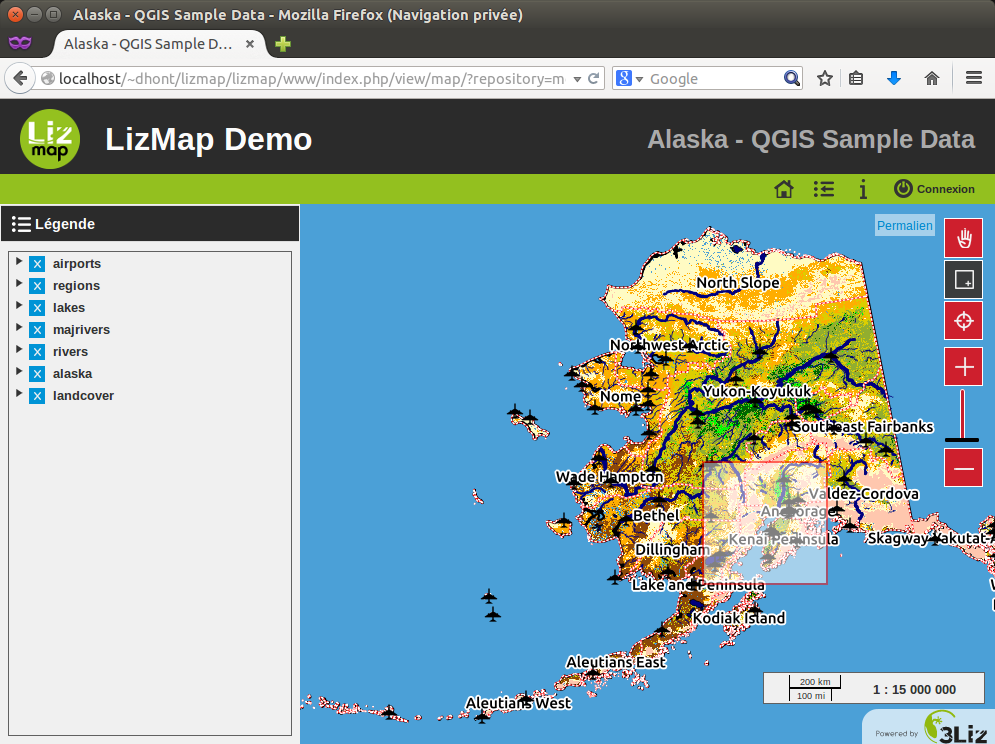 Alaska - QGIS Sample Data - Mozilla Firefox (Navigation privée)
Alaska - QGIS Sample D...
localhost/~dhont/lizmap/lizmap/www/index.php/view/map/?repository=m
Google
Liz
map
LizMap Demo
Alaska - QGIS Sample Data
Connexion
Légende
airports
regions
lakes
majrivers
rivers
alaska
landcover
Permalien
North Slope
Northwest Arctic
Nome
Yukon-Koyukuk
Southeast Fairbanks
Wade Hampton
Valdez-Cordova
Bethel
Anchorage
Kenai Peninsula
Skagway-Yakutat-
Dillingham
Lake and Peninsula
Kodiak Island
Aleutians East
Aleutians West
200 km
100 mi
1 : 15 000 000
Powered by
3Liz